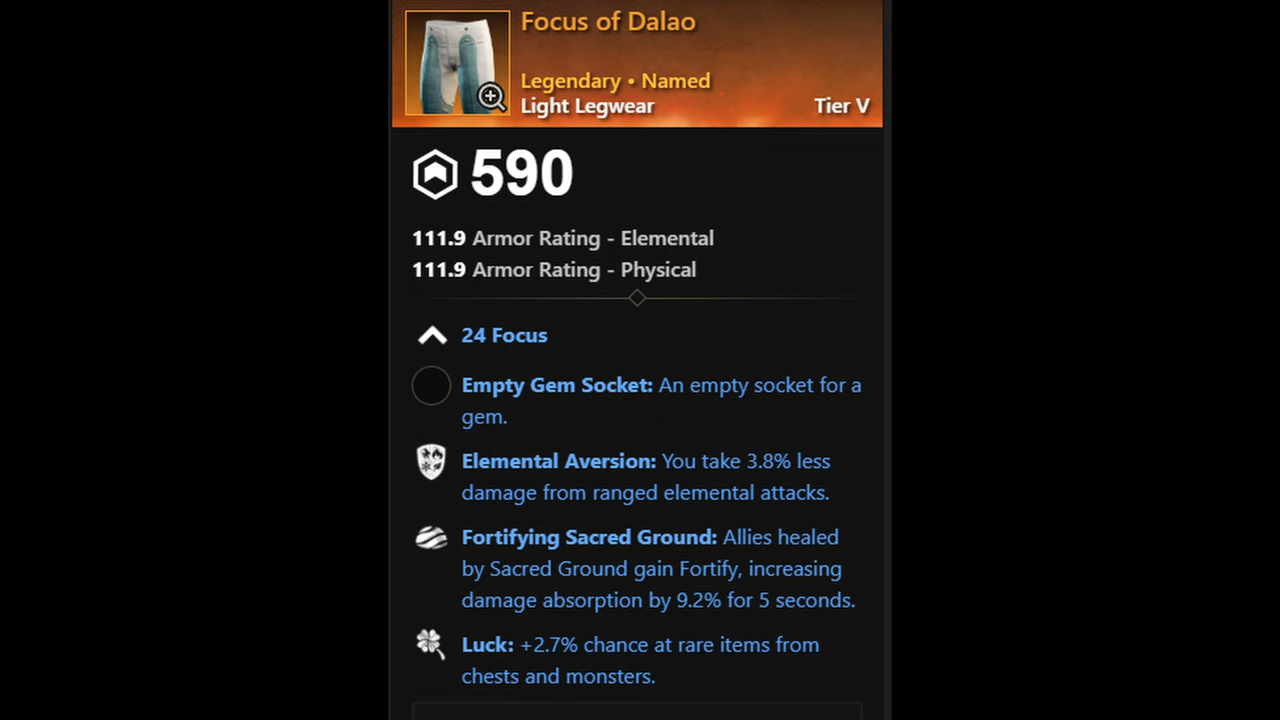 Focus of Dalao
Legendary • Named
Light Legwear Tier V
590
111.9 Armor Rating - Elemental
111.9 Armor Rating - Physical
24 Focus
Empty Gem Socket: An empty socket for a
gem.
Elemental Aversion: You take 3.8% less
damage from ranged elemental attacks.
Fortifying Sacred Ground: Allies healed
by Sacred Ground gain Fortify, increasing
damage absorption by 9.2% for 5 seconds.
Luck: +2.7% chance at rare items from
chests and monsters.